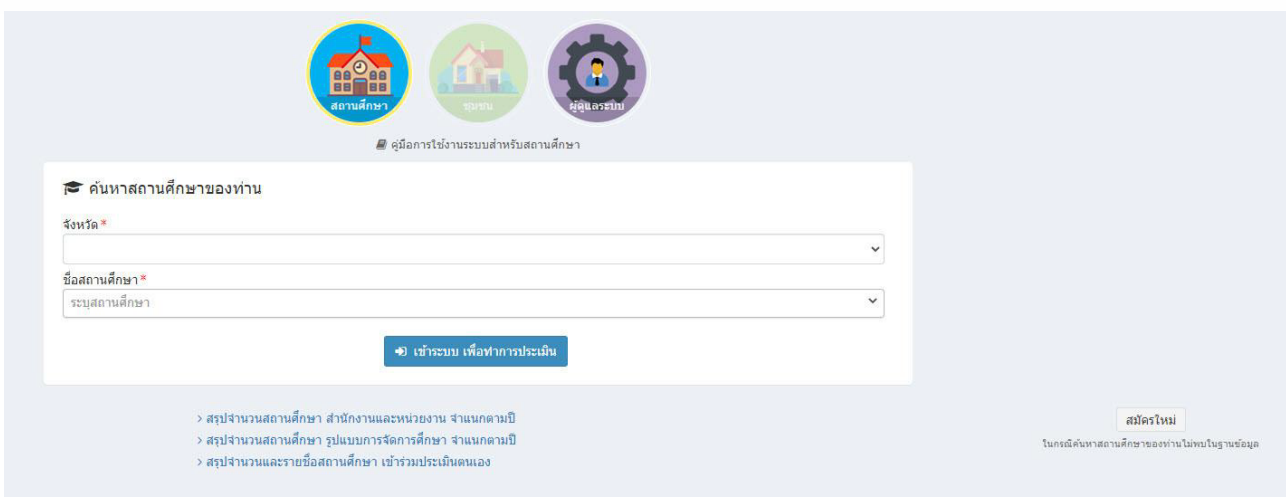 สถานศึกษา
ชุมชน
ผู้ดูแลระบบ
คู่มือการใช้งานระบบสำหรับสถานศึกษา
ค้นหาสถานศึกษาของท่าน
จังหวัด *
ชื่อสถานศึกษา *
ระบุสถานศึกษา
เข้าระบบ เพื่อทำการประเมิน
> สรุปจำนวนสถานศึกษา สำนักงานและหน่วยงาน จำแนกตามปี
> สรุปจำนวนสถานศึกษา รูปแบบการจัดการศึกษา จำแนกตามปี
> สรุปจำนวนและรายชื่อสถานศึกษา เข้าร่วมประเมินตนเอง
สมัครใหม่
ในกรณีค้นหาสถานศึกษาของท่านไม่พบในฐานข้อมูล